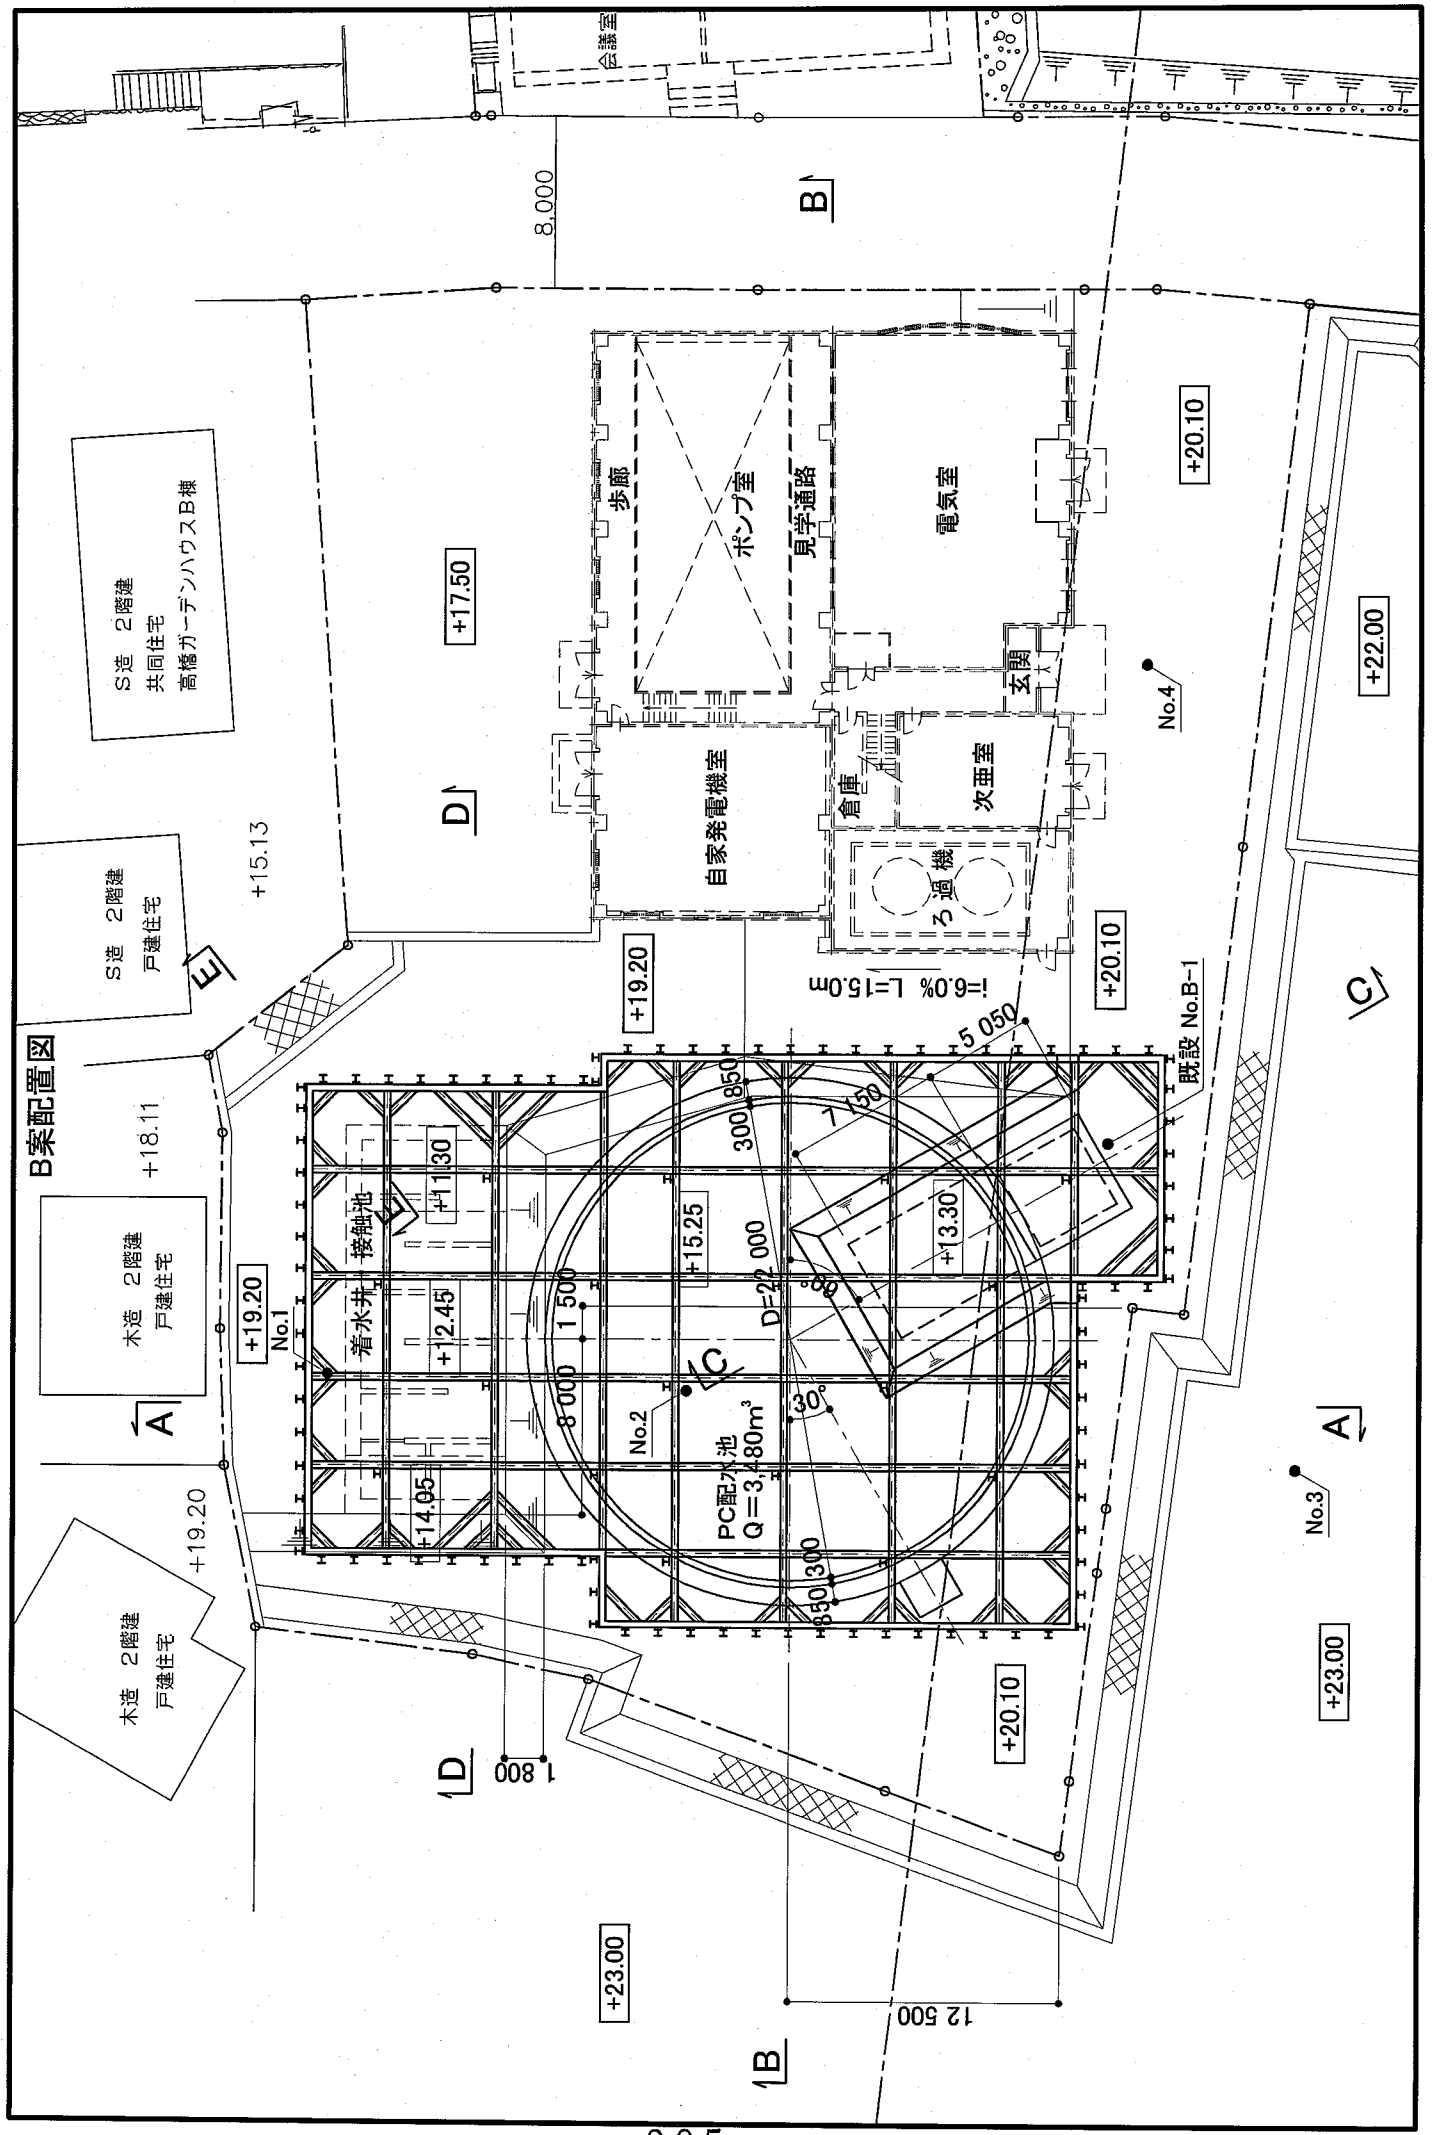 B案配置図
木造 2階建
戸建住宅
木造 2階建
戸建住宅
S造 2階建
戸建住宅
S造 2階建
共同住宅
高橋ガーデンハウスB棟
会議室
+19.20
+18.11
+15.13
A
+19.20
No.1
E
D
+17.50
8,000
B
着水井
接触池
E
+14.05
+12.45
+11.30
8 000
1 500
D
1 800
No.2
C
+15.25
PC配水池
Q=3,480m³
D=22 000
60°
30°
850
300
300
850
7 150
5 050
+13.30
+19.20
i=6.0% L=15.0m
+20.10
既設 No.B-1
自家発電機室
歩廊
ポンプ室
見学通路
倉庫
ろ過機
次亜室
玄関
電気室
No.4
+20.10
+22.00
C
+23.00
+20.10
12 500
B
A
No.3
+23.00